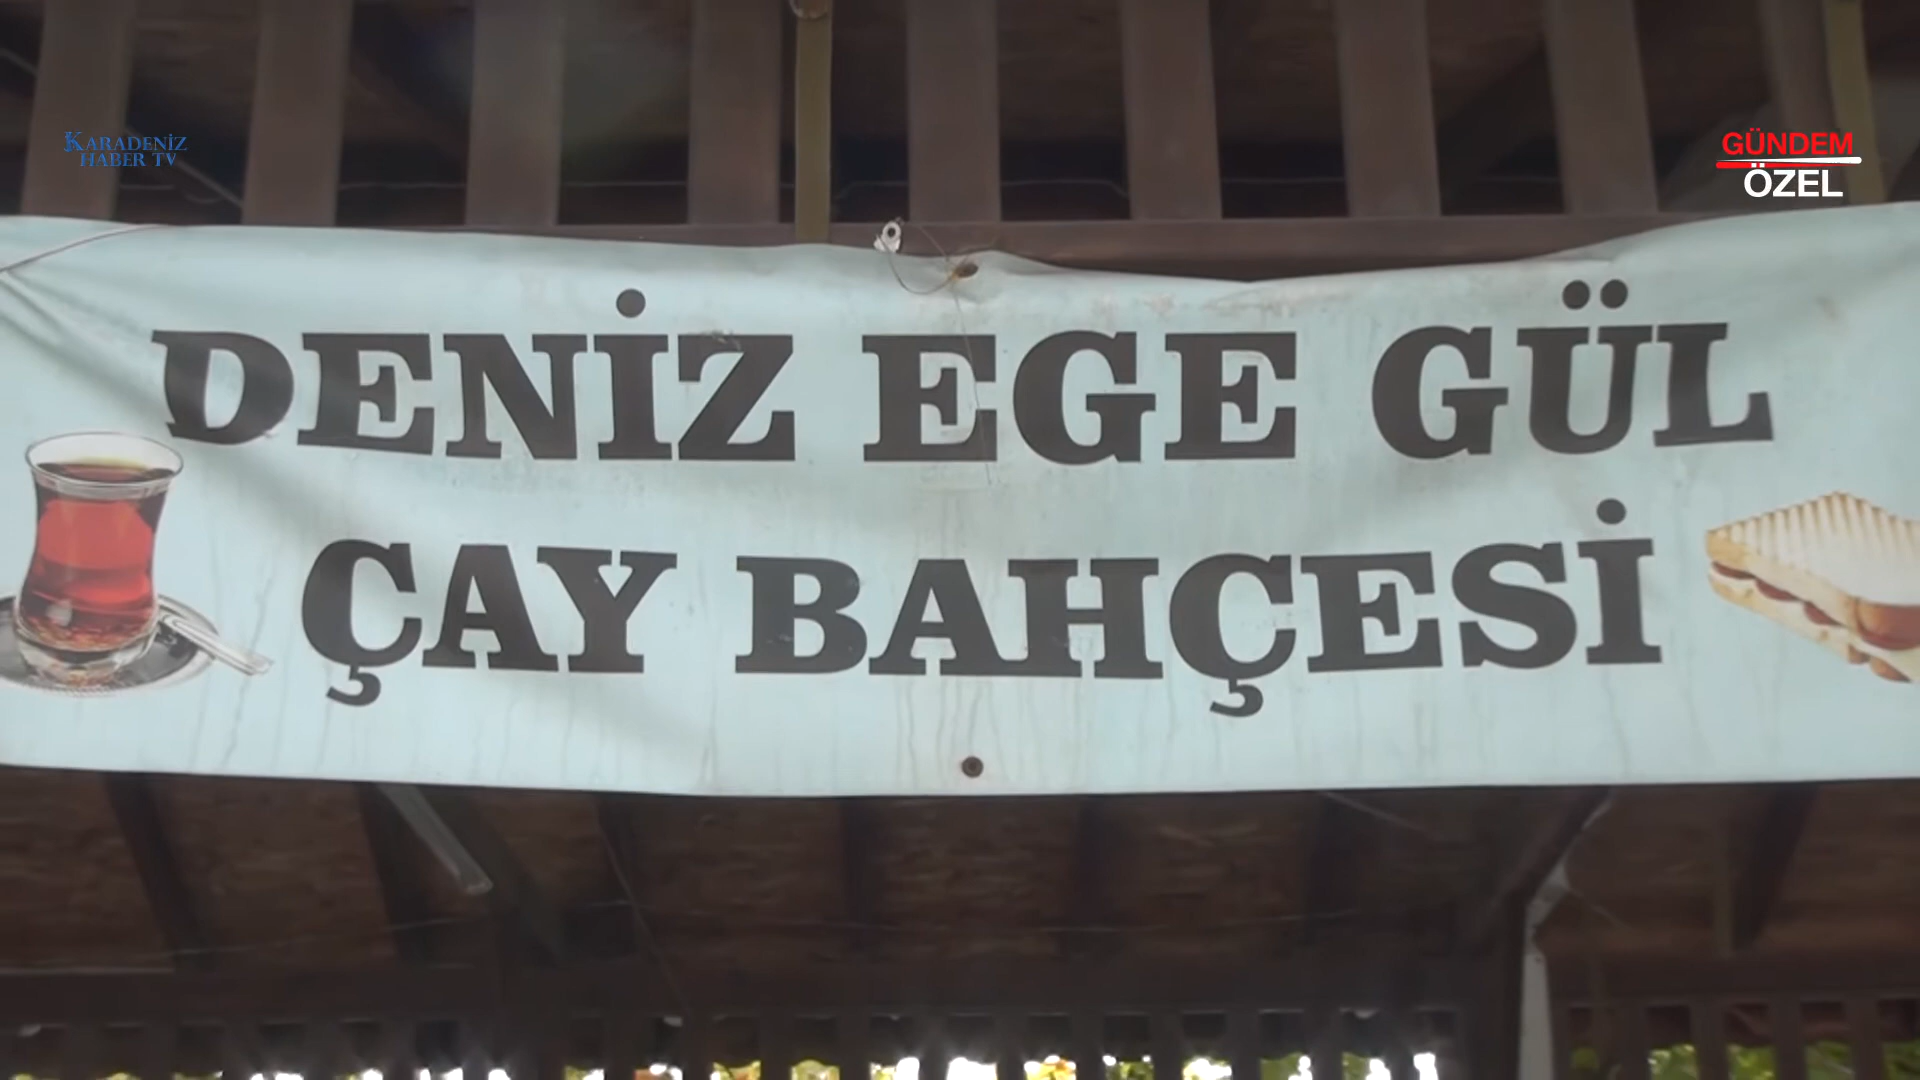 KARADENİZ
HABER TV
GÜNDEM
ÖZEL
DENİZ EGE GÜL
ÇAY BAHÇESİ